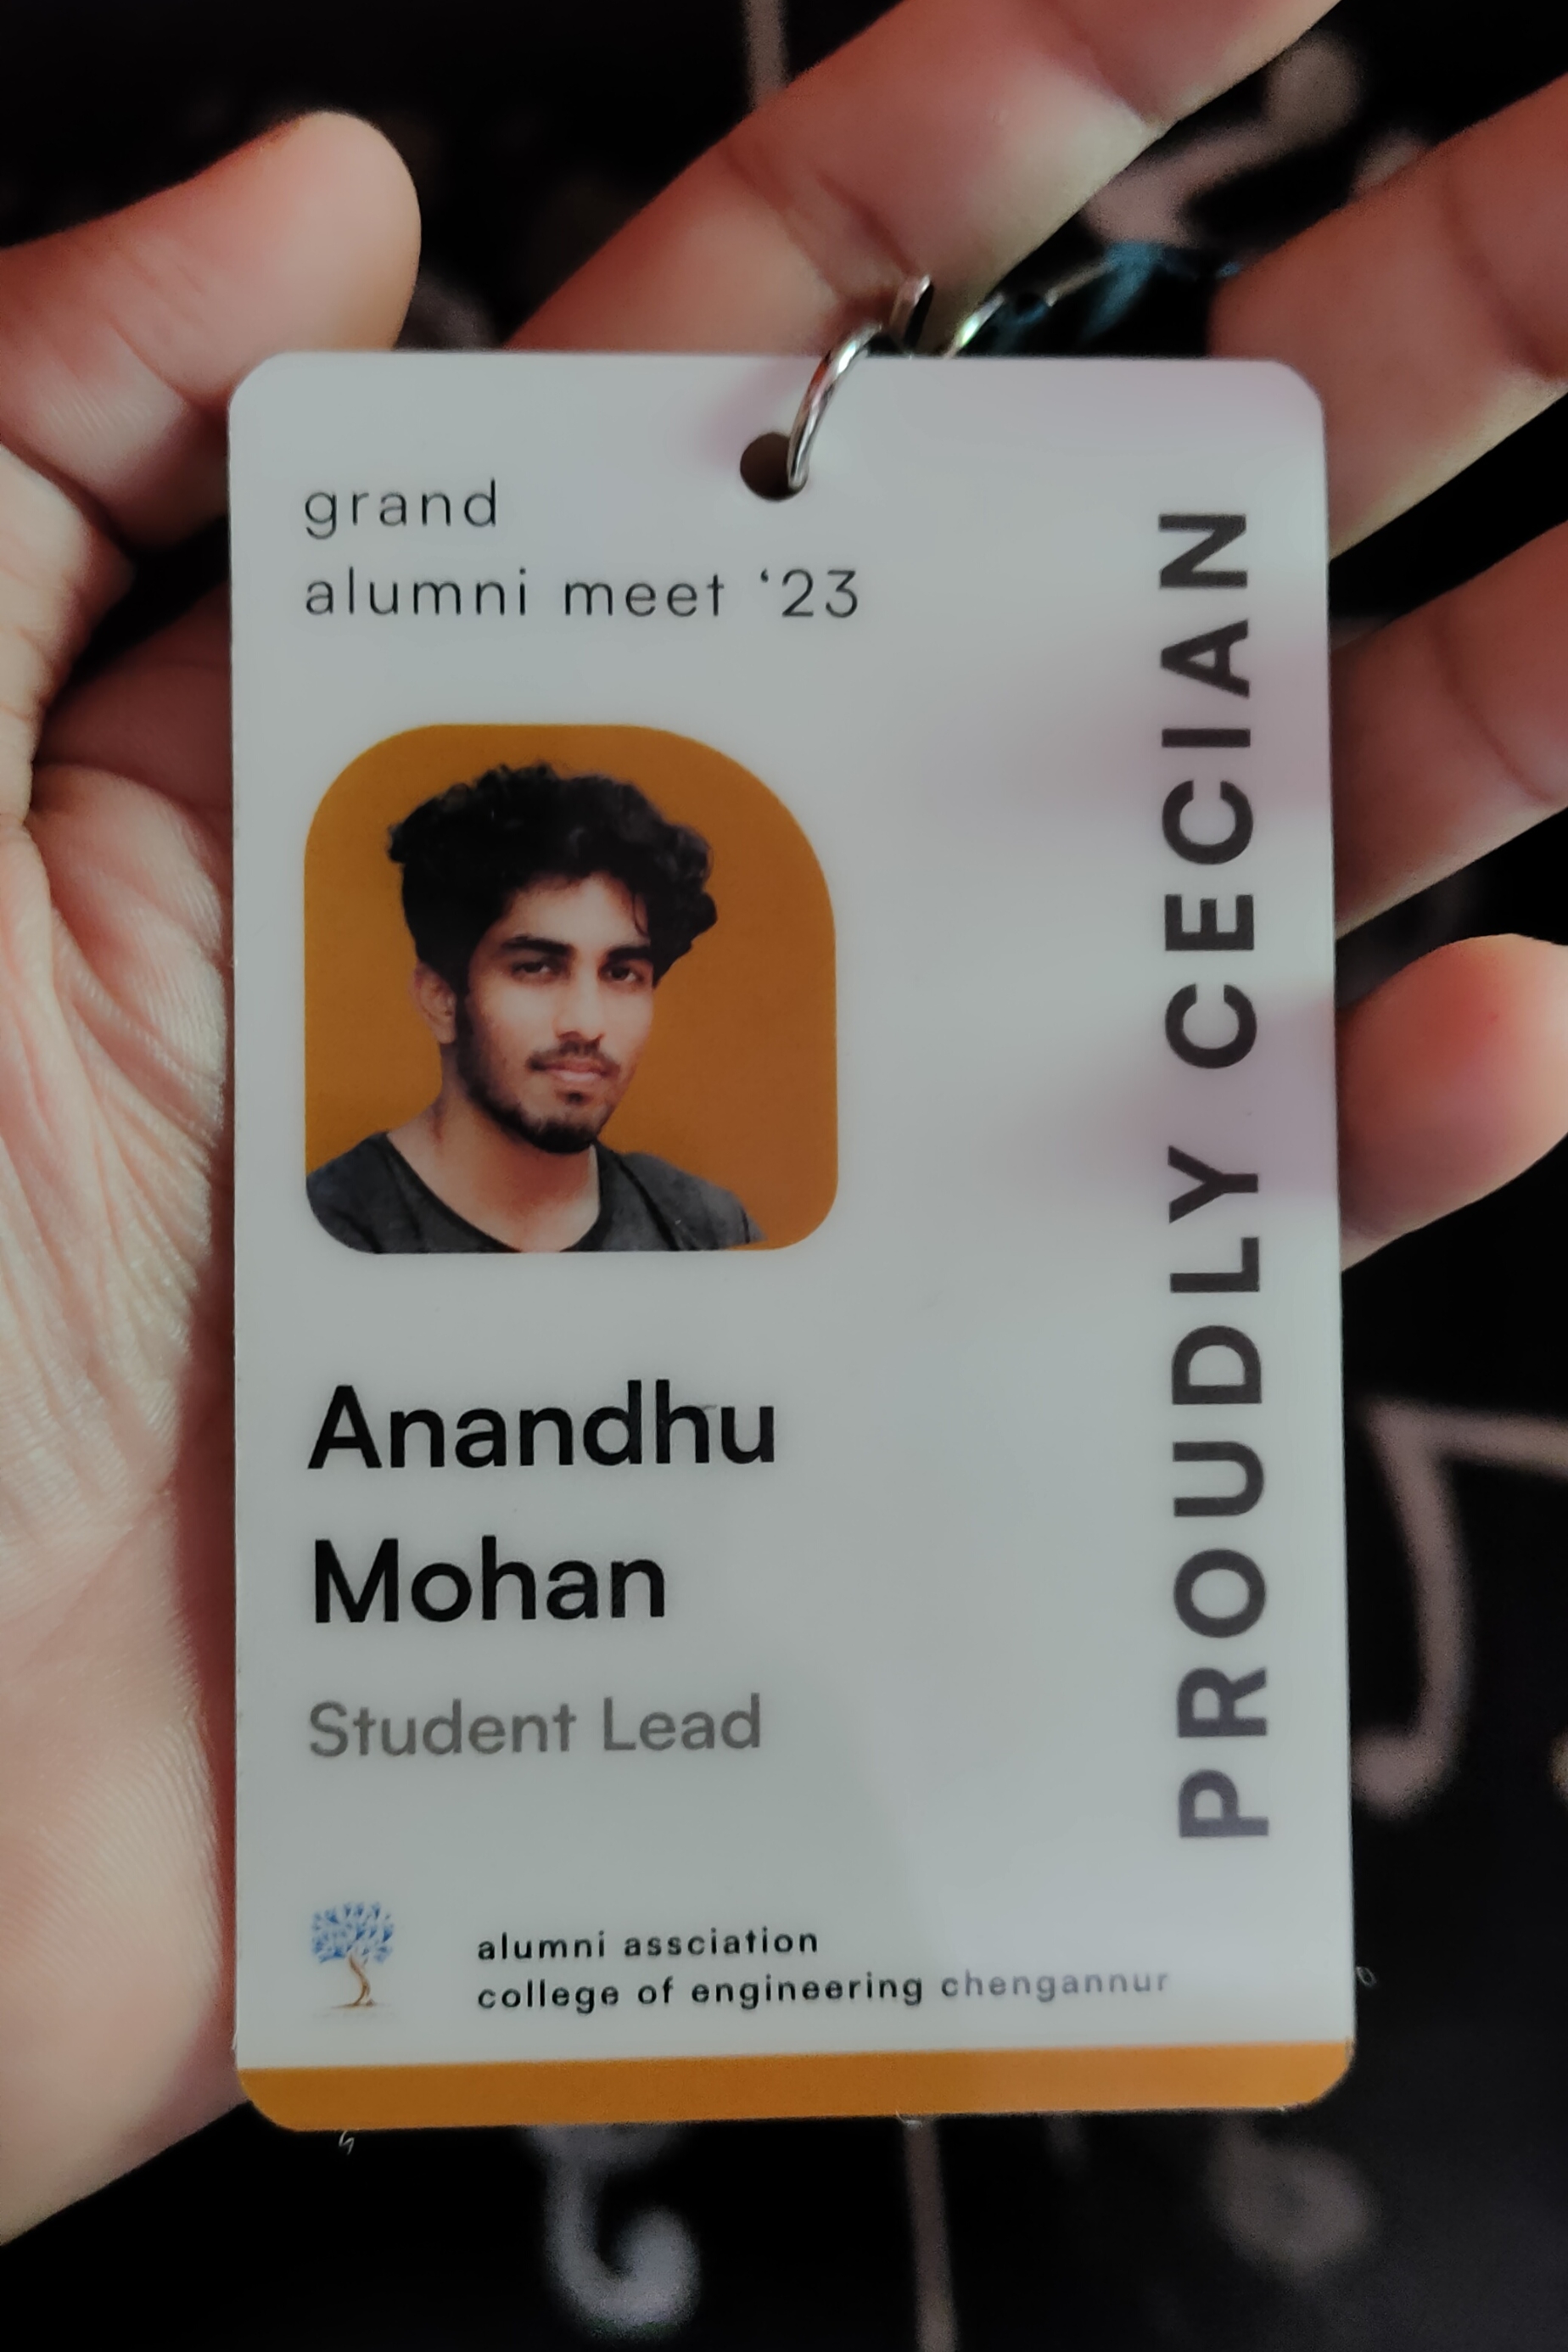 grand
alumni meet ‘23
PROUDLY CECIAN
Anandhu
Mohan
Student Lead
alumni assciation
college of engineering chengannur